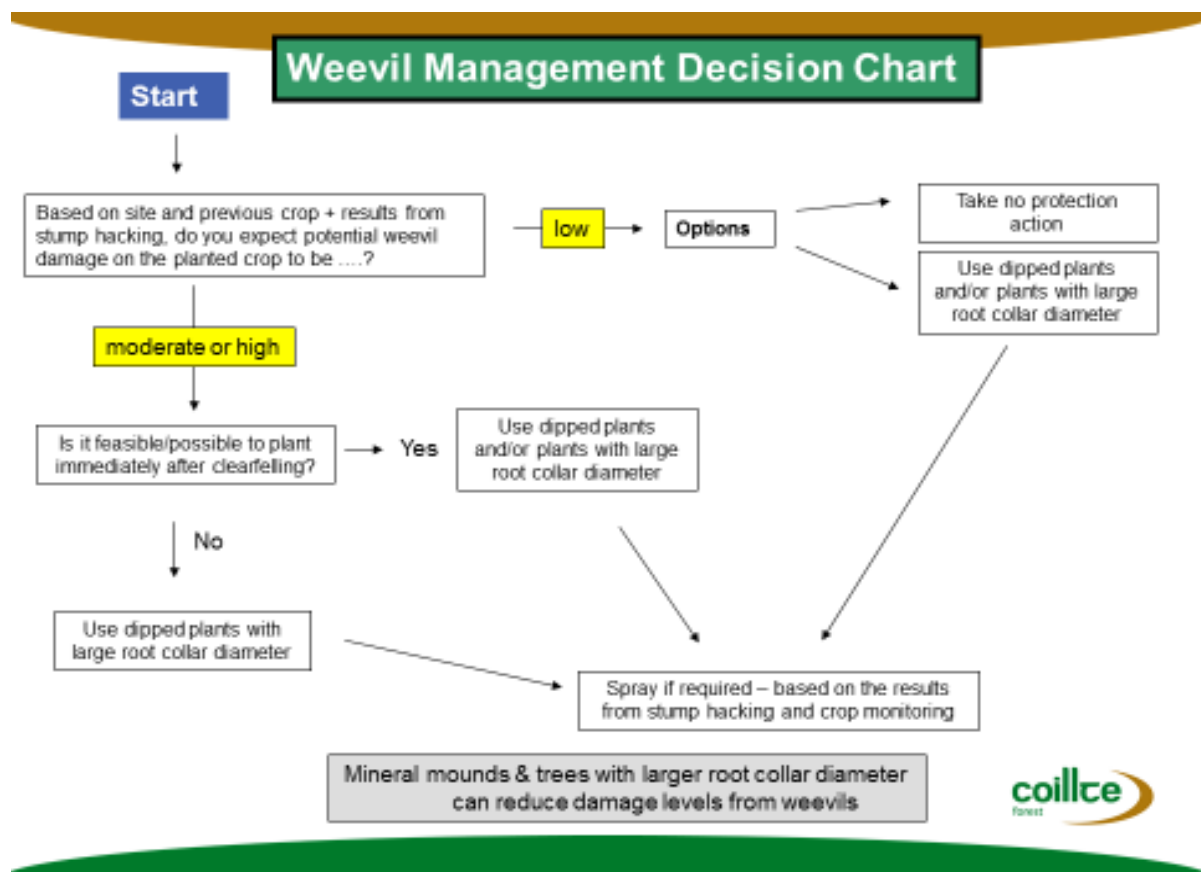 Weevil Management Decision Chart
Start
Based on site and previous crop + results from
stump hacking, do you expect potential weevil
damage on the planted crop to be ....?
low
Options
Take no protection
action
Use dipped plants
and/or plants with large
root collar diameter
moderate or high
Is it feasible/possible to plant
immediately after clearfelling?
Yes
Use dipped plants
and/or plants with large
root collar diameter
No
Use dipped plants with
large root collar diameter
Spray if required – based on the results
from stump hacking and crop monitoring
Mineral mounds & trees with larger root collar diameter
can reduce damage levels from weevils
coillte
forest